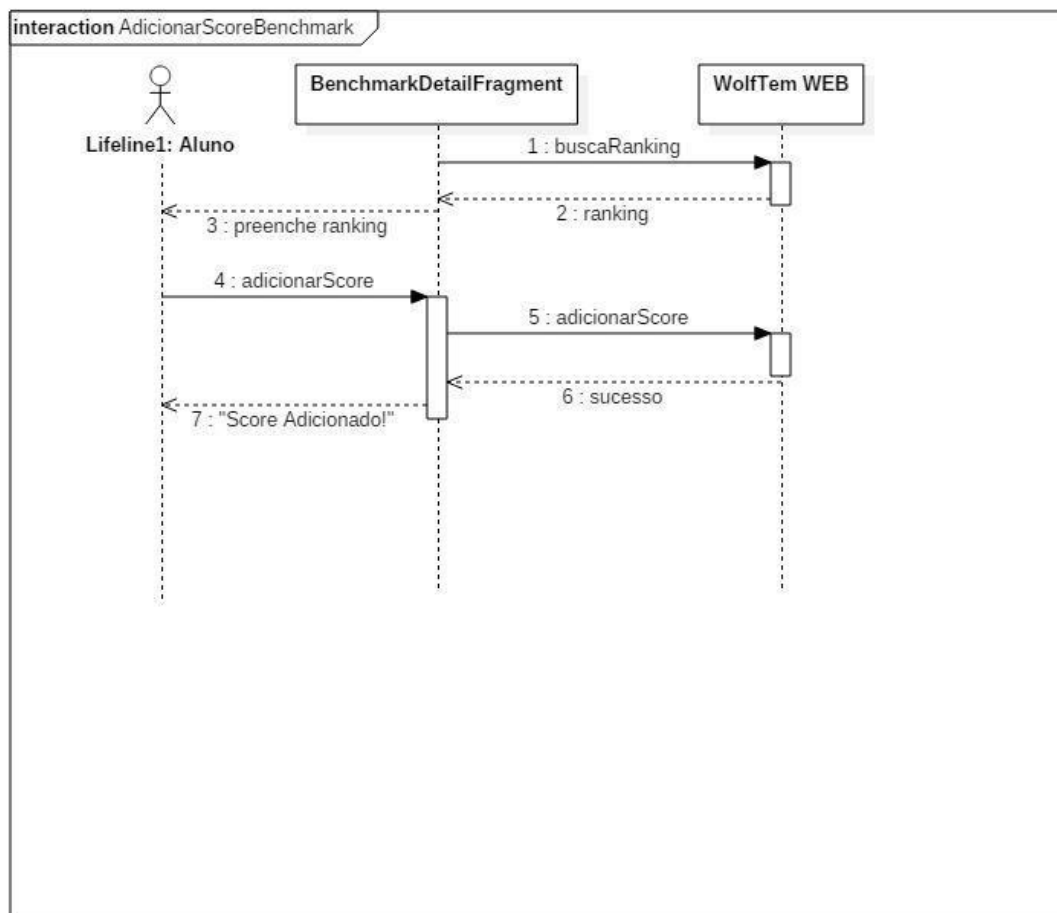 interaction AdicionarScoreBenchmark
BenchmarkDetailFragment
WolfTem WEB
Lifeline1: Aluno
1 : buscaRanking
2 : ranking
3 : preenche ranking
4 : adicionarScore
5 : adicionarScore
6 : sucesso
7 : "Score Adicionado!"